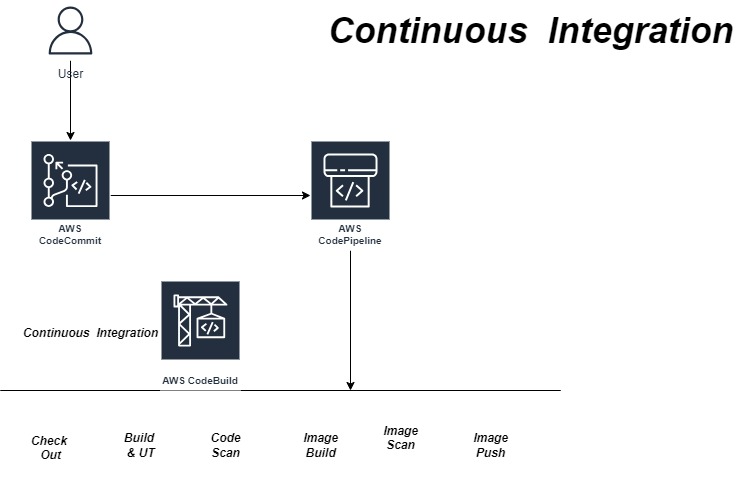 Continuous Integration
User
AWS
CodeCommit
AWS
CodePipeline
Continuous Integration
AWS CodeBuild
Check
Out
Build
& UT
Code
Scan
Image
Build
Image
Scan
Image
Push